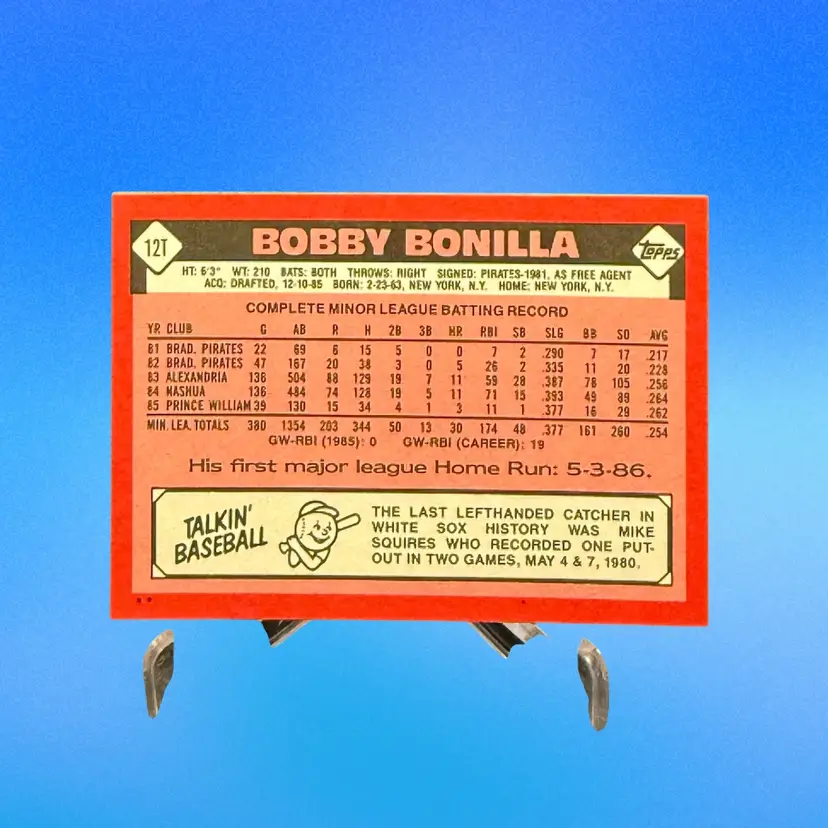 12T
BOBBY BONILLA
Topps
HT: 6'3" WT: 210 BATS: BOTH THROWS: RIGHT SIGNED: PIRATES-1981, AS FREE AGENT
ACQ: DRAFTED, 12-10-85 BORN: 2-23-63, NEW YORK, N.Y. HOME: NEW YORK, N.Y.
COMPLETE MINOR LEAGUE BATTING RECORD
YR CLUB G AB R H 2B 3B HR RBI SB SLG BB SO AVG
81 BRAD. PIRATES 22 69 6 15 5 0 0 7 2 .290 7 17 .217
82 BRAD. PIRATES 47 167 20 38 3 0 5 26 2 .335 11 20 .228
83 ALEXANDRIA 136 504 88 129 19 7 11 59 28 .387 78 105 .256
84 NASHUA 136 484 74 128 19 5 11 71 15 .393 49 89 .264
85 PRINCE WILLIAM 39 130 15 34 4 1 3 11 1 .377 16 29 .262
MIN. LEA. TOTALS 380 1354 203 344 50 13 30 174 48 .377 161 260 .254
GW-RBI (1985): 0 GW-RBI (CAREER): 19
His first major league Home Run: 5-3-86.
TALKIN'
BASEBALL
THE LAST LEFTHANDED CATCHER IN
WHITE SOX HISTORY WAS MIKE
SQUIRES WHO RECORDED ONE PUT-
OUT IN TWO GAMES, MAY 4 & 7, 1980.